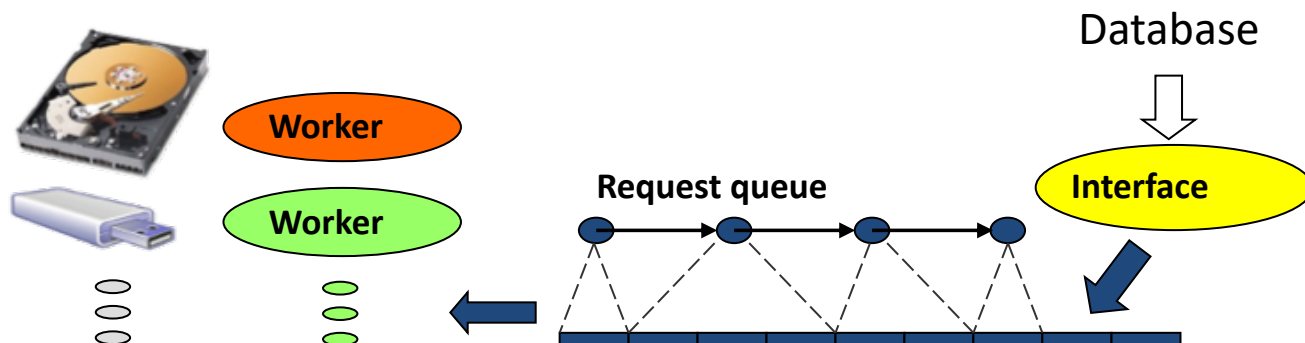 Database
Worker
Request queue
Interface
Worker